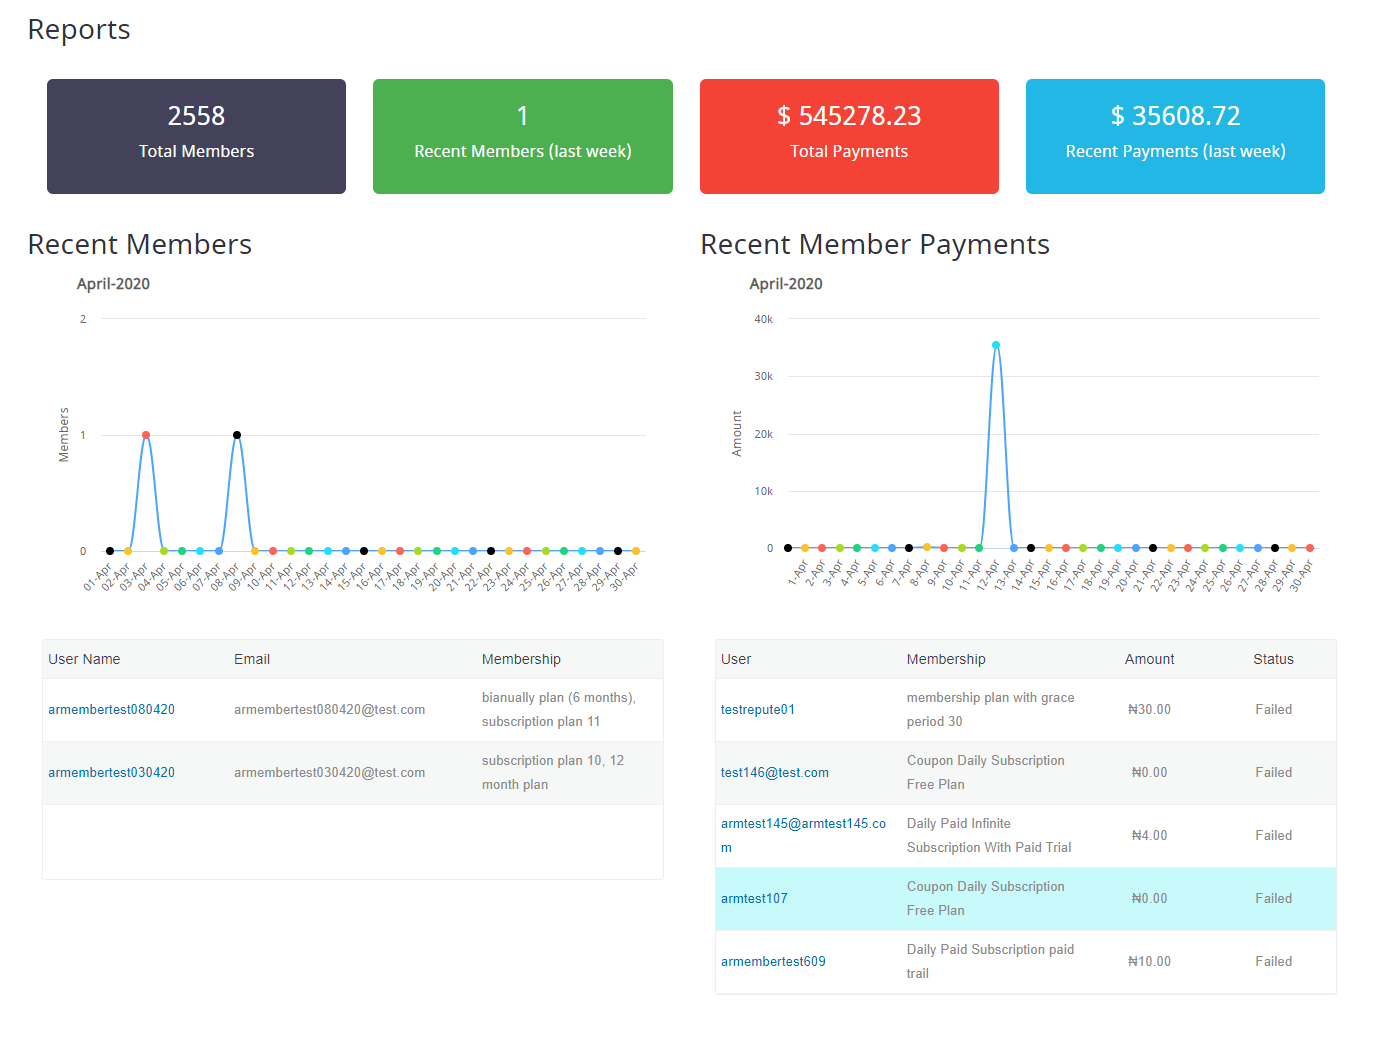 Reports
2558
Total Members
1
Recent Members (last week)
$ 545278.23
Total Payments
$ 35608.72
Recent Payments (last week)
Recent Members
April-2020
2
1
0
Members
01-Apr
02-Apr
03-Apr
04-Apr
05-Apr
06-Apr
07-Apr
08-Apr
09-Apr
10-Apr
11-Apr
12-Apr
13-Apr
14-Apr
15-Apr
16-Apr
17-Apr
18-Apr
19-Apr
20-Apr
21-Apr
22-Apr
23-Apr
24-Apr
25-Apr
26-Apr
27-Apr
28-Apr
29-Apr
30-Apr
User Name Email Membership
armembertest080420 armembertest080420@test.com bianually plan (6 months),
subscription plan 11
armembertest030420 armembertest030420@test.com subscription plan 10, 12
month plan
Recent Member Payments
April-2020
40k
30k
20k
10k
0
Amount
1-Apr
2-Apr
3-Apr
4-Apr
5-Apr
6-Apr
7-Apr
8-Apr
9-Apr
10-Apr
11-Apr
12-Apr
13-Apr
14-Apr
15-Apr
16-Apr
17-Apr
18-Apr
19-Apr
20-Apr
21-Apr
22-Apr
23-Apr
24-Apr
25-Apr
26-Apr
27-Apr
28-Apr
29-Apr
30-Apr
User Membership Amount Status
testrepute01 membership plan with grace ₦30.00 Failed
period 30
test146@test.com Coupon Daily Subscription ₦0.00 Failed
Free Plan
armtest145@armtest145.co Daily Paid Infinite ₦4.00 Failed
m Subscription With Paid Trial
armtest107 Coupon Daily Subscription ₦0.00 Failed
Free Plan
armembertest609 Daily Paid Subscription paid ₦10.00 Failed
trail